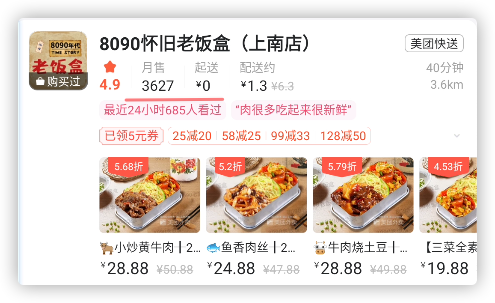 8090年代
TIME STORY
老饭盒
购买过
8090怀旧老饭盒（上南店）
美团快送
4.9
月售
3627
起送
¥0
配送约
¥1.3 ¥6.3
40分钟
3.6km
最近24小时685人看过
“肉很多吃起来很新鲜”
已领5元券
25减20
58减25
99减33
128减50
5.68折
5.2折
5.79折
4.53折
小炒黄牛肉┃2...
鱼香肉丝┃2...
牛肉烧土豆┃...
【三菜全素
¥28.88 ¥50.88
¥24.88 ¥47.88
¥28.88 ¥49.88
¥19.88